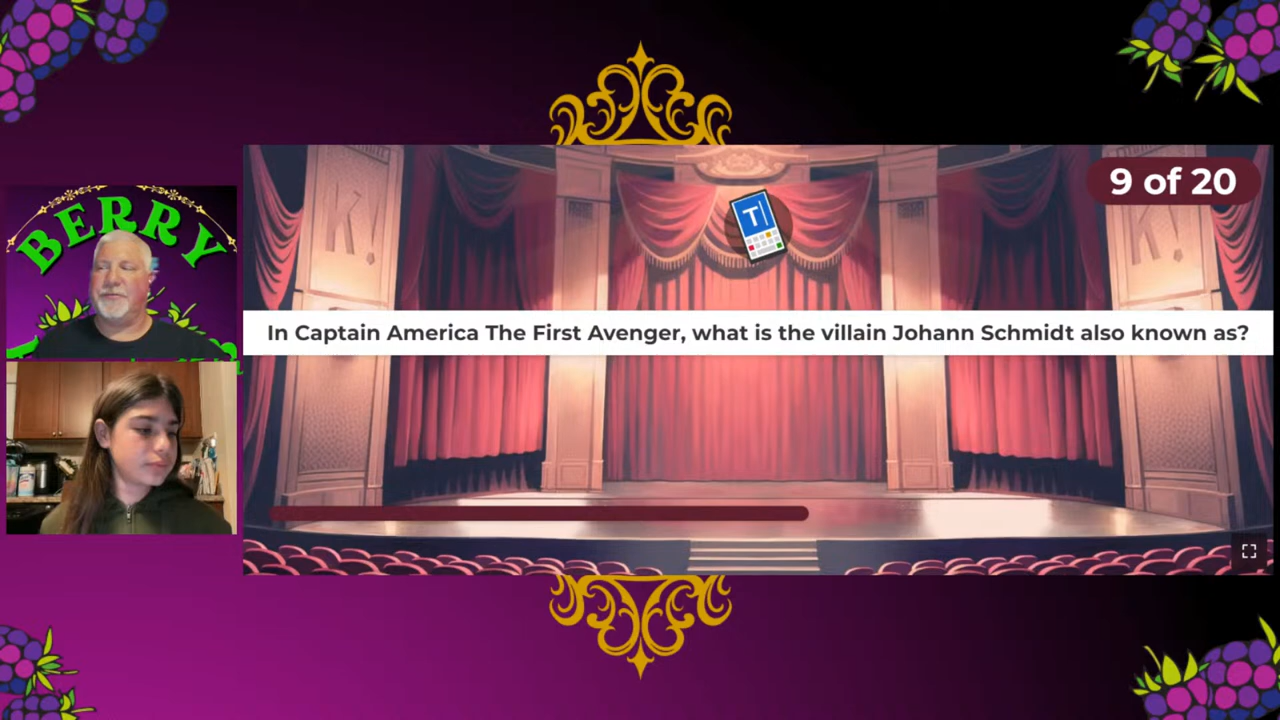 9 of 20
K.
K.
T
BERRY
In Captain America The First Avenger, what is the villain Johann Schmidt also known as?